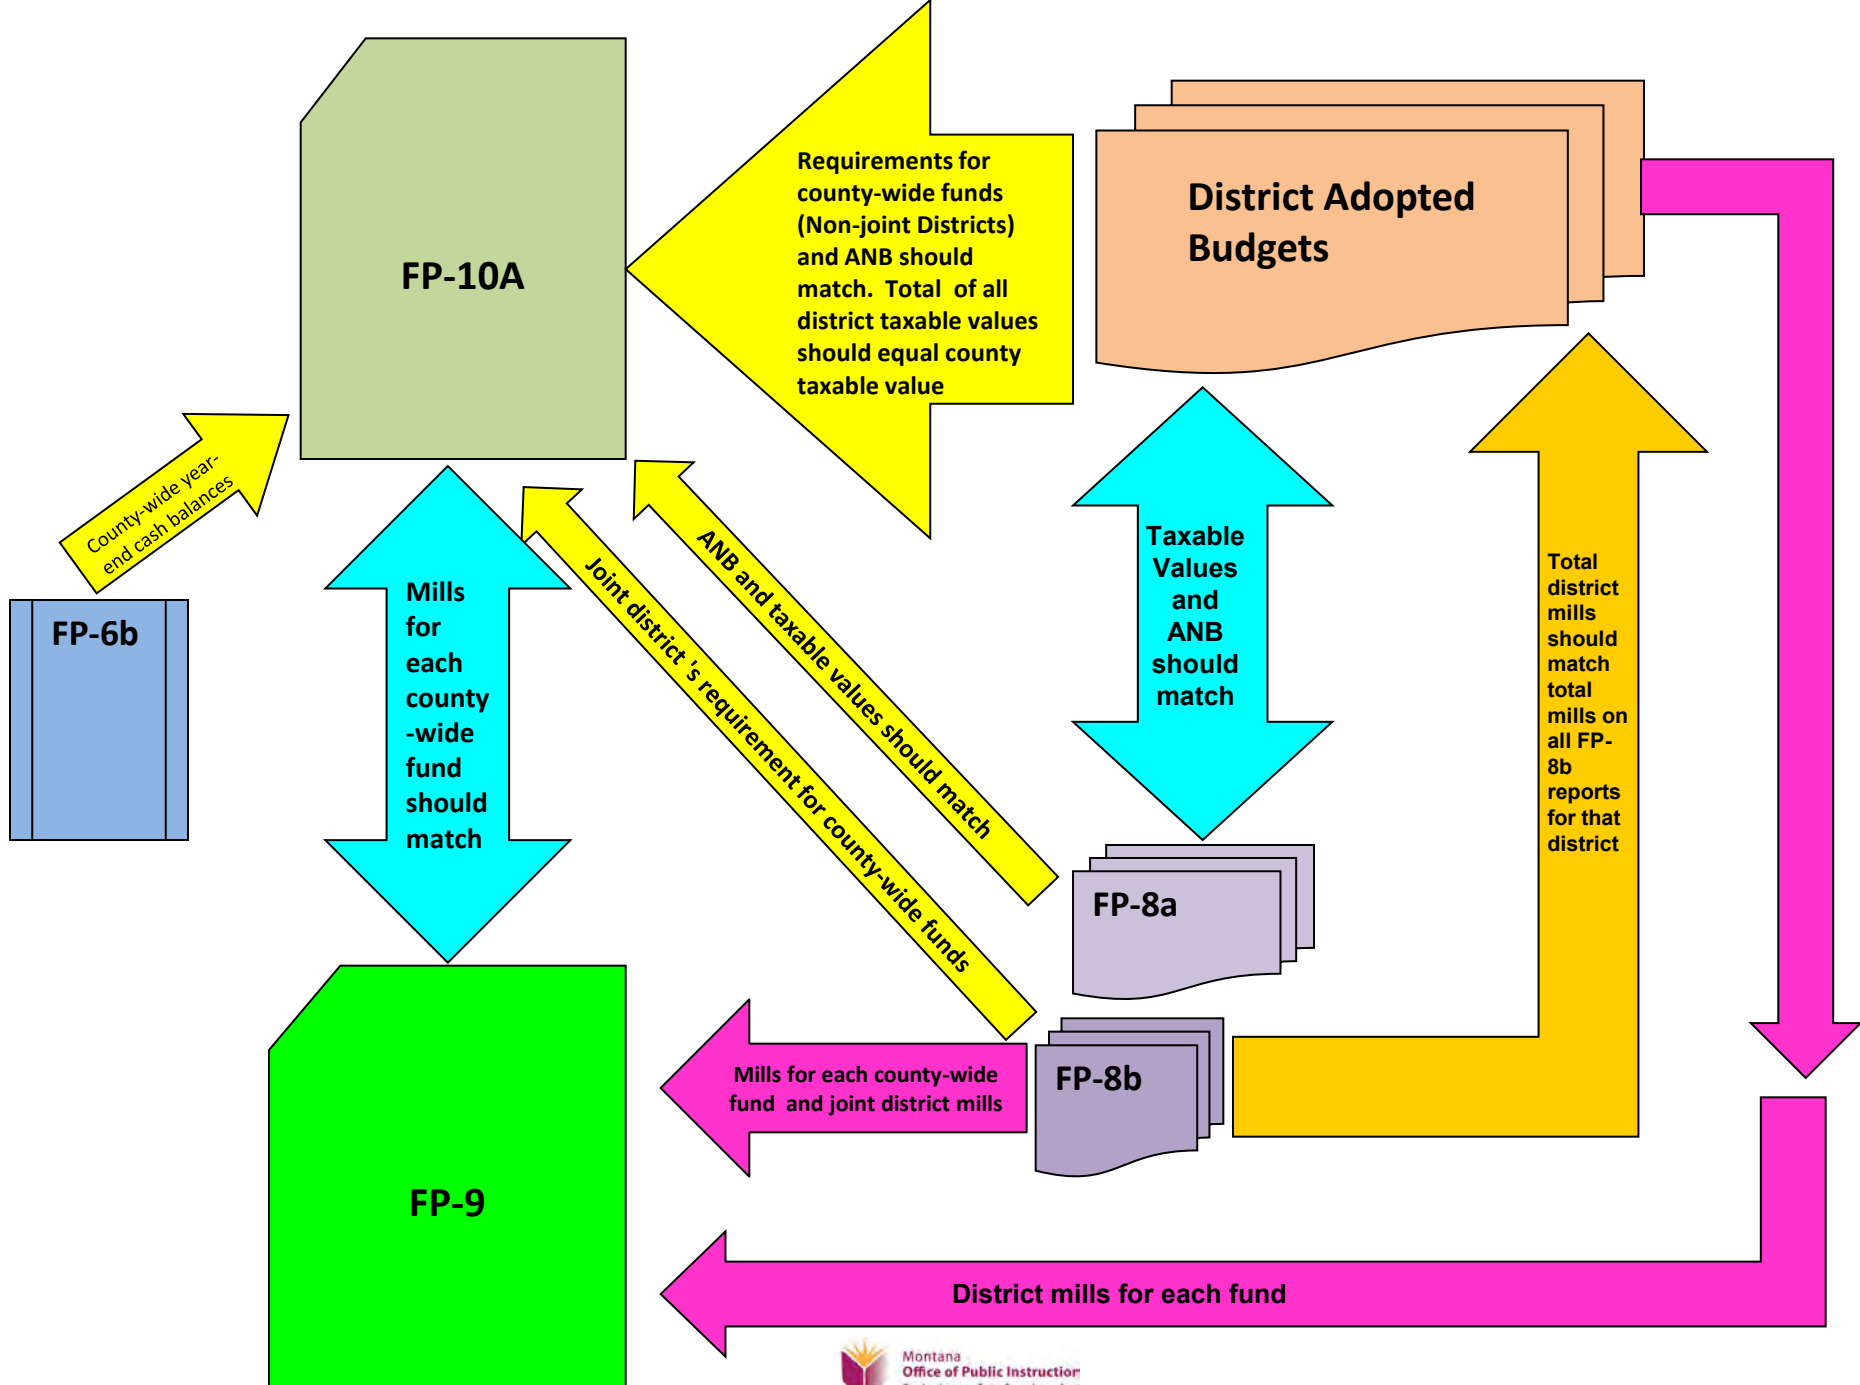 FP-10A
Requirements for
county-wide funds
(Non-joint Districts)
and ANB should
match.  Total  of all
district taxable values
should equal county
taxable value
District Adopted
Budgets
County-wide year-
end cash balances
FP-6b
Mills
for
each
county
-wide
fund
should
match
Joint district 's requirement for county-wide funds
ANB and taxable values should match
Taxable
Values
and
ANB
should
match
Total
district
mills
should
match
total
mills on
all FP-
8b
reports
for that
district
FP-8a
FP-8b
Mills for each county-wide
fund  and joint district mills
FP-9
District mills for each fund
Montana
Office of Public Instruction